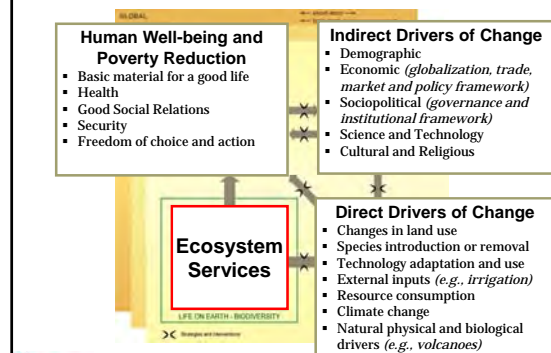 GLOBAL
Human Well-being and
Poverty Reduction
▪ Basic material for a good life
▪ Health
▪ Good Social Relations
▪ Security
▪ Freedom of choice and action
Indirect Drivers of Change
▪ Demographic
▪ Economic (globalization, trade,
market and policy framework)
▪ Sociopolitical (governance and
institutional framework)
▪ Science and Technology
▪ Cultural and Religious
Ecosystem
Services
LIFE ON EARTH - BIODIVERSITY
Strategies and interventions
Direct Drivers of Change
▪ Changes in land use
▪ Species introduction or removal
▪ Technology adaptation and use
▪ External inputs (e.g., irrigation)
▪ Resource consumption
▪ Climate change
▪ Natural physical and biological
drivers (e.g., volcanoes)